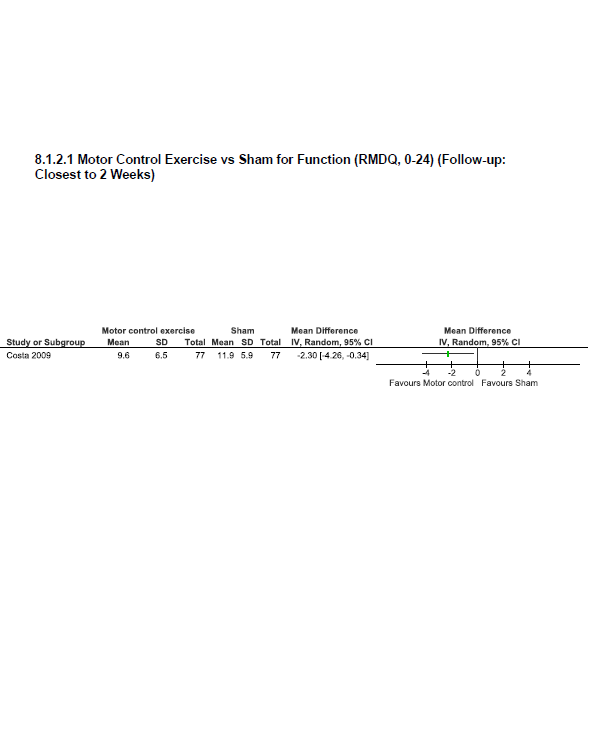 8.1.2.1 Motor Control Exercise vs Sham for Function (RMDQ, 0-24) (Follow-up:
Closest to 2 Weeks)
Motor control exercise Sham Mean Difference Mean Difference
Study or Subgroup Mean SD Total Mean SD Total IV, Random, 95% CI IV, Random, 95% CI
Costa 2009 9.6 6.5 77 11.9 5.9 77 -2.30 [-4.26, -0.34]
-4 -2 0 2 4
Favours Motor control Favours Sham